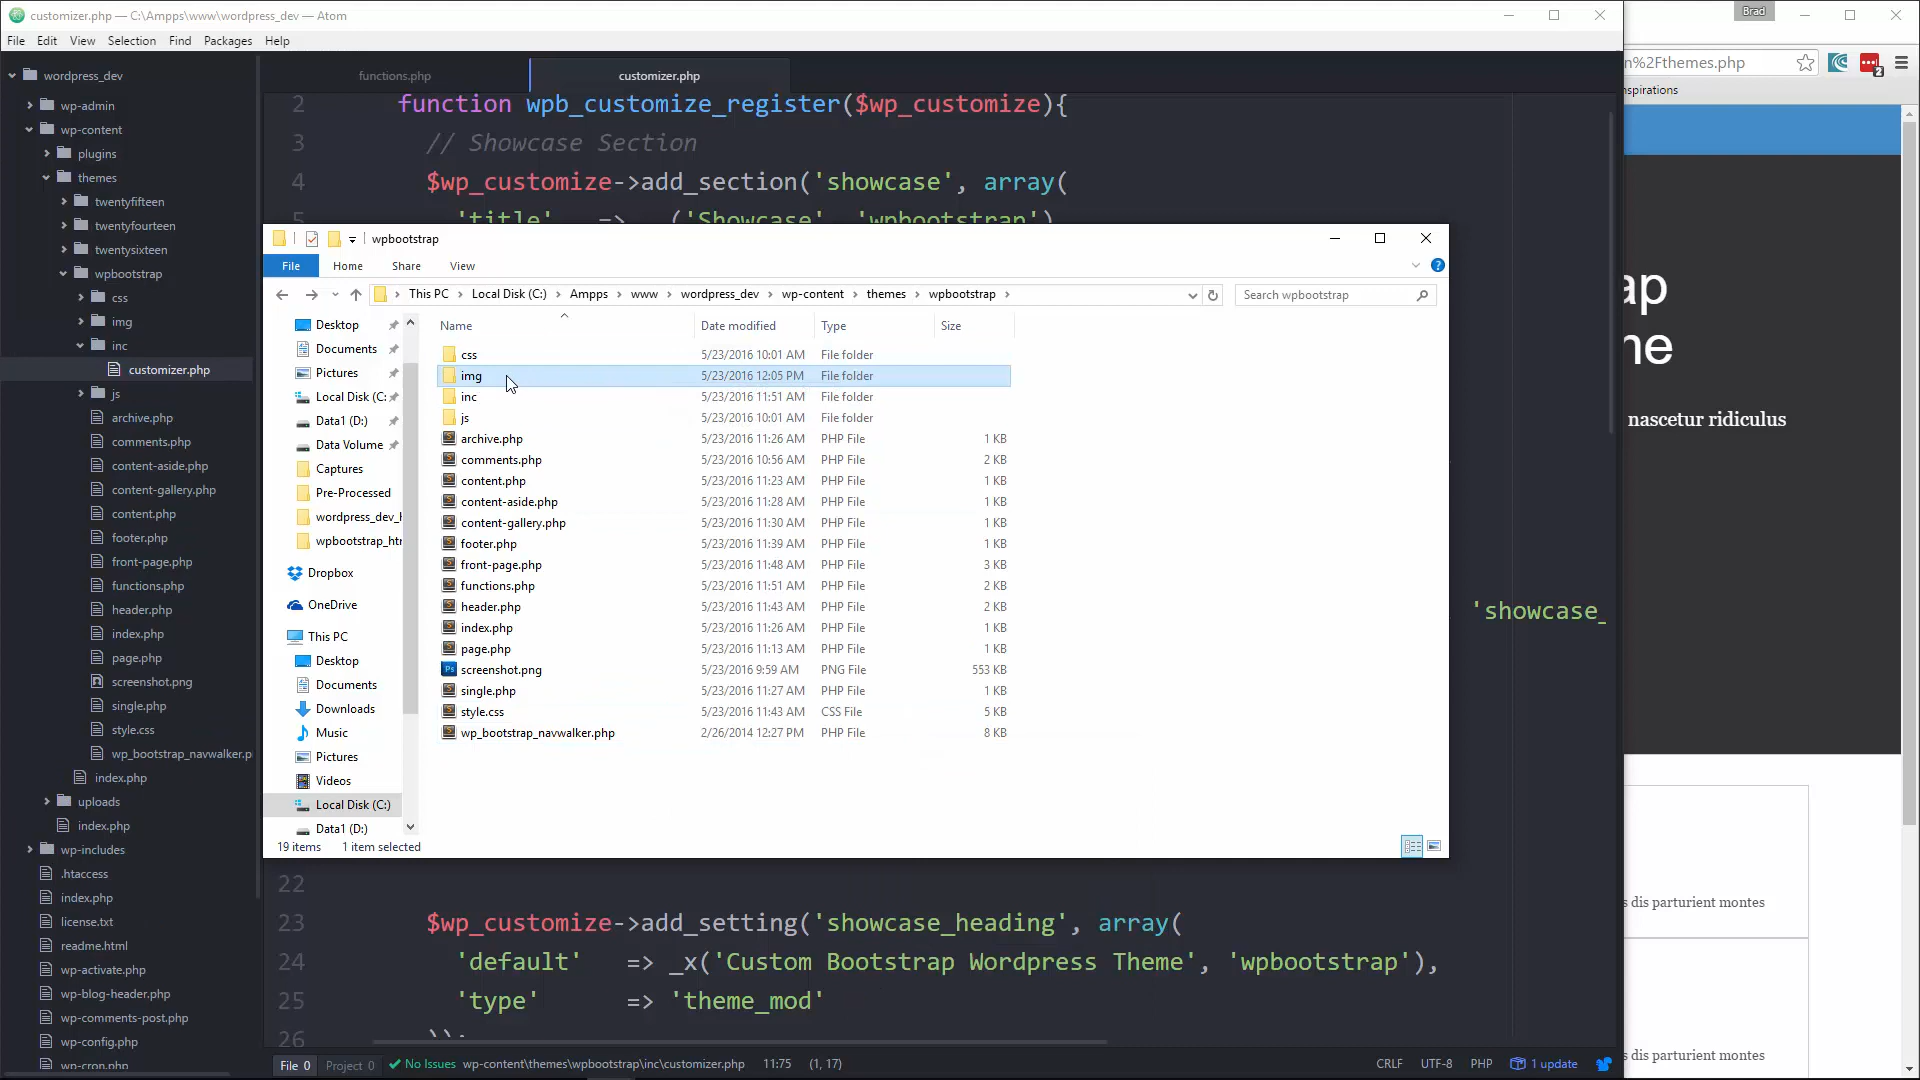 customizer.php — C:\Ampps\www\wordpress_dev — Atom
Brad
File Edit View Selection Find Packages Help
n%2Fthemes.php
2
nspirations
functions.php
customizer.php
wordpress_dev
wp-admin
wp-content
plugins
themes
twentyfifteen
twentyfourteen
twentysixteen
wpbootstrap
css
img
inc
customizer.php
js
archive.php
comments.php
content-aside.php
content-gallery.php
content.php
footer.php
front-page.php
functions.php
header.php
index.php
page.php
screenshot.png
single.php
style.css
wp_bootstrap_navwalker.p
index.php
uploads
index.php
wp-includes
.htaccess
index.php
license.txt
readme.html
wp-activate.php
wp-blog-header.php
wp-comments-post.php
wp-config.php
wp-cron.php
2 function wpb_customize_register($wp_customize){
3 // Showcase Section
4 $wp_customize->add_section('showcase', array(
5 'title' => __('Showcase', 'wpbootstrap')
wpbootstrap
File Home Share View
This PC > Local Disk (C:) > Ampps > www > wordpress_dev > wp-content > themes > wpbootstrap >
Search wpbootstrap
Desktop
Documents
Pictures
Local Disk (C:
Data1 (D:)
Data Volume
Captures
Pre-Processed
wordpress_dev_h
wpbootstrap_htr
Dropbox
OneDrive
This PC
Desktop
Documents
Downloads
Music
Pictures
Videos
Local Disk (C:)
Data1 (D:)
Name Date modified Type Size
css 5/23/2016 10:01 AM File folder
img 5/23/2016 12:05 PM File folder
inc 5/23/2016 11:51 AM File folder
js 5/23/2016 10:01 AM File folder
archive.php 5/23/2016 11:26 AM PHP File 1 KB
comments.php 5/23/2016 10:56 AM PHP File 2 KB
content.php 5/23/2016 11:23 AM PHP File 1 KB
content-aside.php 5/23/2016 11:28 AM PHP File 1 KB
content-gallery.php 5/23/2016 11:30 AM PHP File 1 KB
footer.php 5/23/2016 11:39 AM PHP File 1 KB
front-page.php 5/23/2016 11:48 AM PHP File 3 KB
functions.php 5/23/2016 11:51 AM PHP File 2 KB
header.php 5/23/2016 11:43 AM PHP File 2 KB
index.php 5/23/2016 11:26 AM PHP File 1 KB
page.php 5/23/2016 11:13 AM PHP File 1 KB
screenshot.png 5/23/2016 9:59 AM PNG File 553 KB
single.php 5/23/2016 11:27 AM PHP File 1 KB
style.css 5/23/2016 11:43 AM CSS File 5 KB
wp_bootstrap_navwalker.php 2/26/2014 12:27 PM PHP File 8 KB
19 items 1 item selected
'showcase_
22
23 $wp_customize->add_setting('showcase_heading', array(
24 'default' => _x('Custom Bootstrap Wordpress Theme', 'wpbootstrap'),
25 'type' => 'theme_mod'
26 ));
File 0 Project 0 No Issues wp-content\themes\wpbootstrap\inc\customizer.php 11:75 (1, 17)
CRLF UTF-8 PHP 1 update
ap
ne
nascetur ridiculus
s dis parturient montes
s dis parturient montes